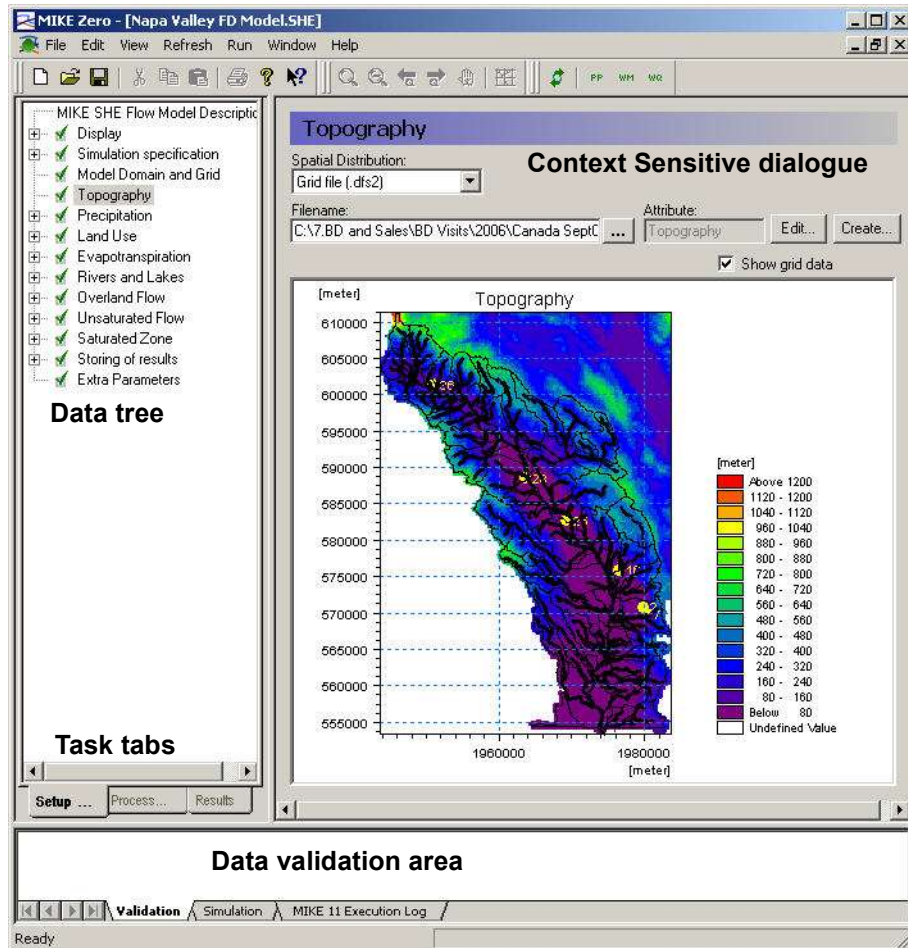 MIKE Zero - [Napa Valley FD Model.SHE]
File Edit View Refresh Run Window Help
PP WM WQ
MIKE SHE Flow Model Descriptic
Display
Simulation specification
Model Domain and Grid
Topography
Precipitation
Land Use
Evapotranspiration
Rivers and Lakes
Overland Flow
Unsaturated Flow
Saturated Zone
Storing of results
Extra Parameters
Data tree
Task tabs
Setup ... Process... Results
Topography
Context Sensitive dialogue
Spatial Distribution:
Grid file (.dfs2)
Filename:
C:\7.BD and Sales\BD Visits\2006\Canada Sept0
...
Attribute:
Topography
Edit...
Create...
Show grid data
[meter]
Topography
610000
605000
600000
595000
590000
585000
580000
575000
570000
565000
560000
555000
26
1960000 1980000
[meter]
[meter]
Above 1200
1120 - 1200
1040 - 1120
960 - 1040
880 - 960
800 - 880
720 - 800
640 - 720
560 - 640
480 - 560
400 - 480
320 - 400
240 - 320
160 - 240
80 - 160
Below 80
Undefined Value
Data validation area
Validation Simulation MIKE 11 Execution Log
Ready